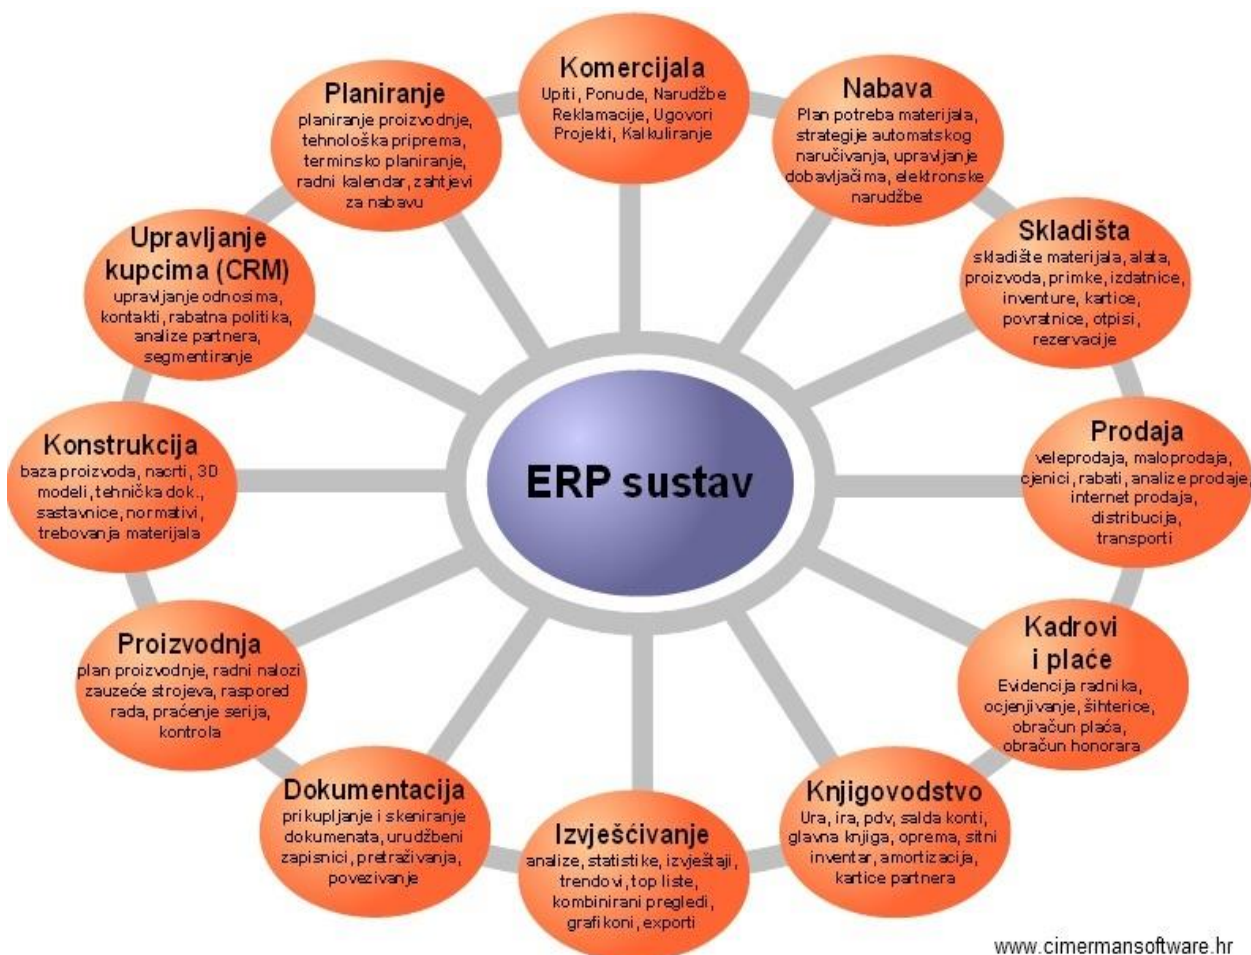 Komercijala
Upiti, Ponude, Narudžbe
Reklamacije, Ugovori
Projekti, Kalkuliranje
Nabava
Plan potreba materijala,
strategije automatskog
naručivanja, upravljanje
dobavljačima, elektronske
narudžbe
Skladišta
skladište materijala, alata,
proizvoda, primke, izdatnice,
inventure, kartice,
povratnice, otpisi,
rezervacije
Prodaja
veleprodaja, maloprodaja,
cjenici, rabati, analize prodaje,
internet prodaja,
distribucija,
transporti
Kadrovi
i plaće
Evidencija radnika,
ocjenjivanje, šihterice,
obračun plaća,
obračun honorara
Knjigovodstvo
Ura, ira, pdv, salda konti,
glavna knjiga, oprema, sitni
inventar, amortizacija,
kartice partnera
Izvješćivanje
analize, statistike, izvještaji,
trendovi, top liste,
kombinirani pregledi,
grafikoni, exporti
Dokumentacija
prikupljanje i skeniranje
dokumenata, urudžbeni
zapisnici, pretraživanja,
povezivanje
Proizvodnja
plan proizvodnje, radni nalozi
zauzeće strojeva, raspored
rada, praćenje serija,
kontrola
Konstrukcija
baza proizvoda, nacrti, 3D
modeli, tehnička dok.,
sastavnice, normativi,
trebovanja materijala
Upravljanje
kupcima (CRM)
upravljanje odnosima,
kontakti, rabatna politika,
analize partnera,
segmentiranje
Planiranje
planiranje proizvodnje,
tehnološka priprema,
terminsko planiranje,
radni kalendar, zahtjevi
za nabavu
ERP sustav
www.cimermansoftware.hr